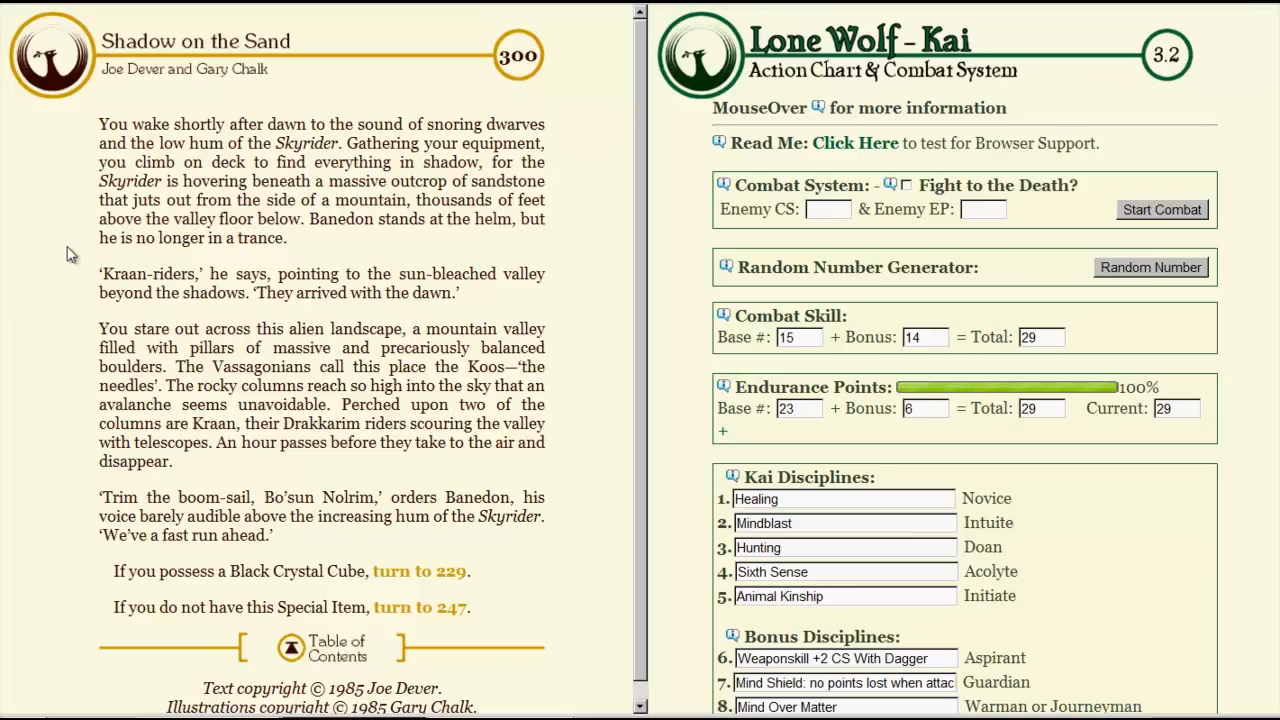 Shadow on the Sand
Joe Dever and Gary Chalk
300
You wake shortly after dawn to the sound of snoring dwarves
and the low hum of the Skyrider. Gathering your equipment,
you climb on deck to find everything in shadow, for the
Skyrider is hovering beneath a massive outcrop of sandstone
that juts out from the side of a mountain, thousands of feet
above the valley floor below. Banedon stands at the helm, but
he is no longer in a trance.
‘Kraan-riders,’ he says, pointing to the sun-bleached valley
beyond the shadows. ‘They arrived with the dawn.’
You stare out across this alien landscape, a mountain valley
filled with pillars of massive and precariously balanced
boulders. The Vassagonians call this place the Koos—‘the
needles’. The rocky columns reach so high into the sky that an
avalanche seems unavoidable. Perched upon two of the
columns are Kraan, their Drakkarim riders scouring the valley
with telescopes. An hour passes before they take to the air and
disappear.
‘Trim the boom-sail, Bo’sun Nolrim,’ orders Banedon, his
voice barely audible above the increasing hum of the Skyrider.
‘We’ve a fast run ahead.’
If you possess a Black Crystal Cube, turn to 229.
If you do not have this Special Item, turn to 247.
Table of
Contents
Text copyright © 1985 Joe Dever.
Illustrations copyright © 1985 Gary Chalk.
Lone Wolf - Kai
Action Chart & Combat System
3.2
MouseOver for more information
Read Me: Click Here to test for Browser Support.
Combat System: - Fight to the Death?
Enemy CS: & Enemy EP: Start Combat
Random Number Generator: Random Number
Combat Skill:
Base #: 15 + Bonus: 14 = Total: 29
Endurance Points: 100%
Base #: 23 + Bonus: 6 = Total: 29 Current: 29
+
Kai Disciplines:
1. Healing Novice
2. Mindblast Intuite
3. Hunting Doan
4. Sixth Sense Acolyte
5. Animal Kinship Initiate
Bonus Disciplines:
6. Weaponskill +2 CS With Dagger Aspirant
7. Mind Shield: no points lost when attac Guardian
8. Mind Over Matter Warman or Journeyman